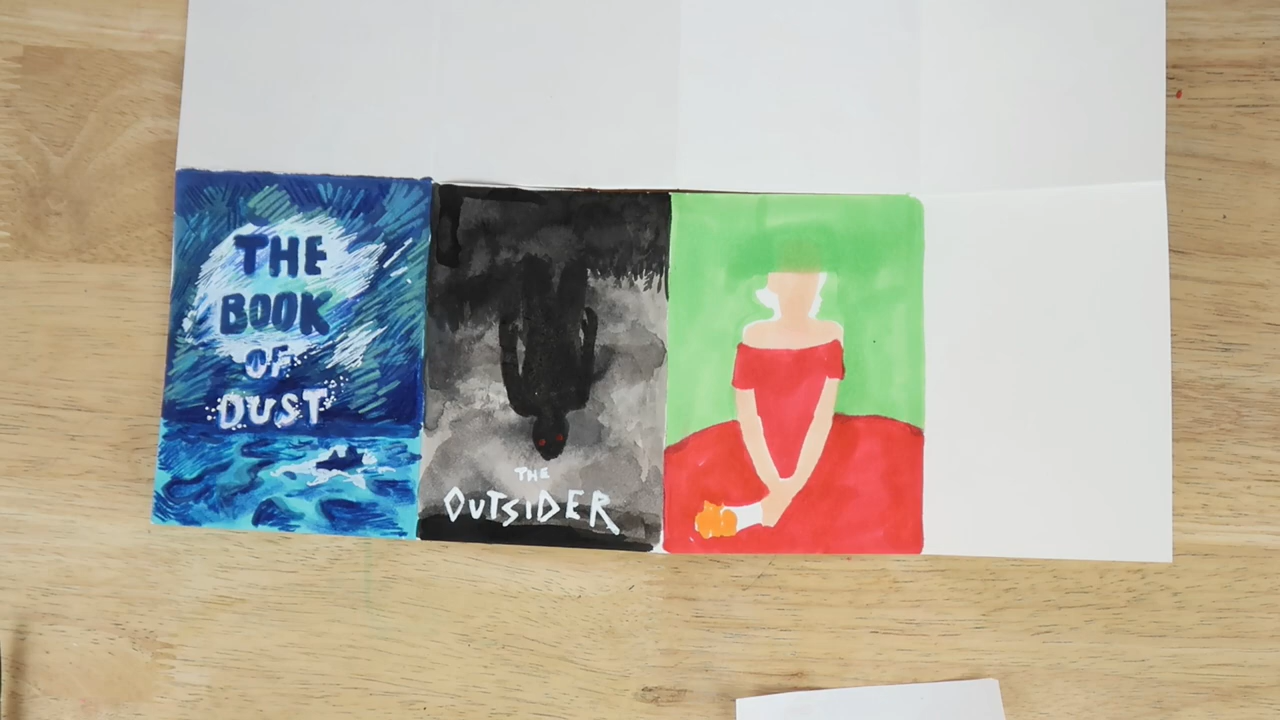 THE
BOOK
OF
DUST
THE
OUTSIDER